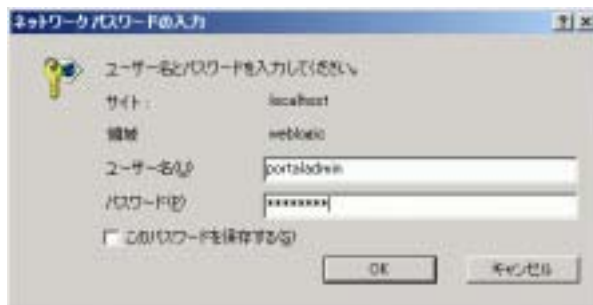 ネットワーク パスワードの入力
ユーザー名とパスワードを入力してください。
サイト: localhost
領域 weblogic
ユーザー名(U) portaladmin
パスワード(P) ********
このパスワードを保存する(S)
OK キャンセル